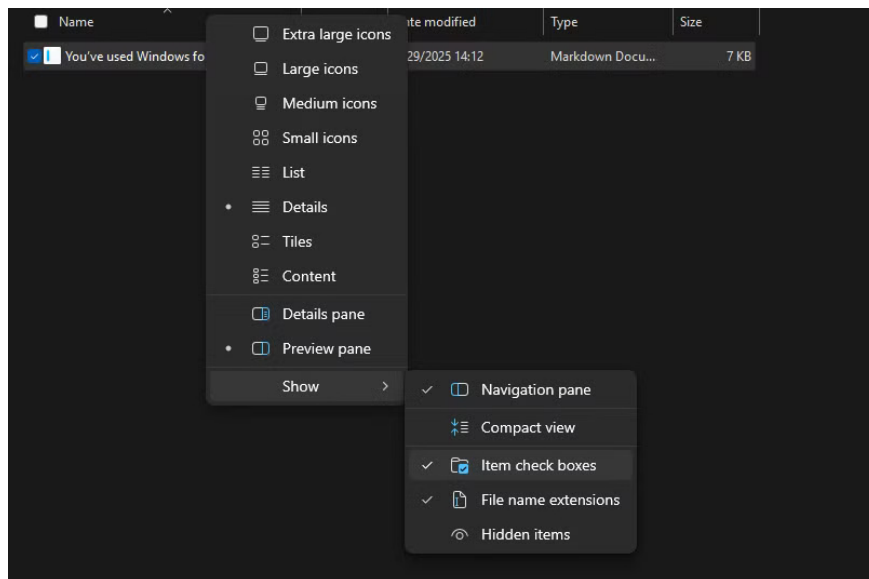 Name
te modified
Type
Size
You've used Windows fo
29/2025 14:12
Markdown Docu...
7 KB
Extra large icons
Large icons
Medium icons
Small icons
List
Details
Tiles
Content
Details pane
Preview pane
Show
Navigation pane
Compact view
Item check boxes
File name extensions
Hidden items